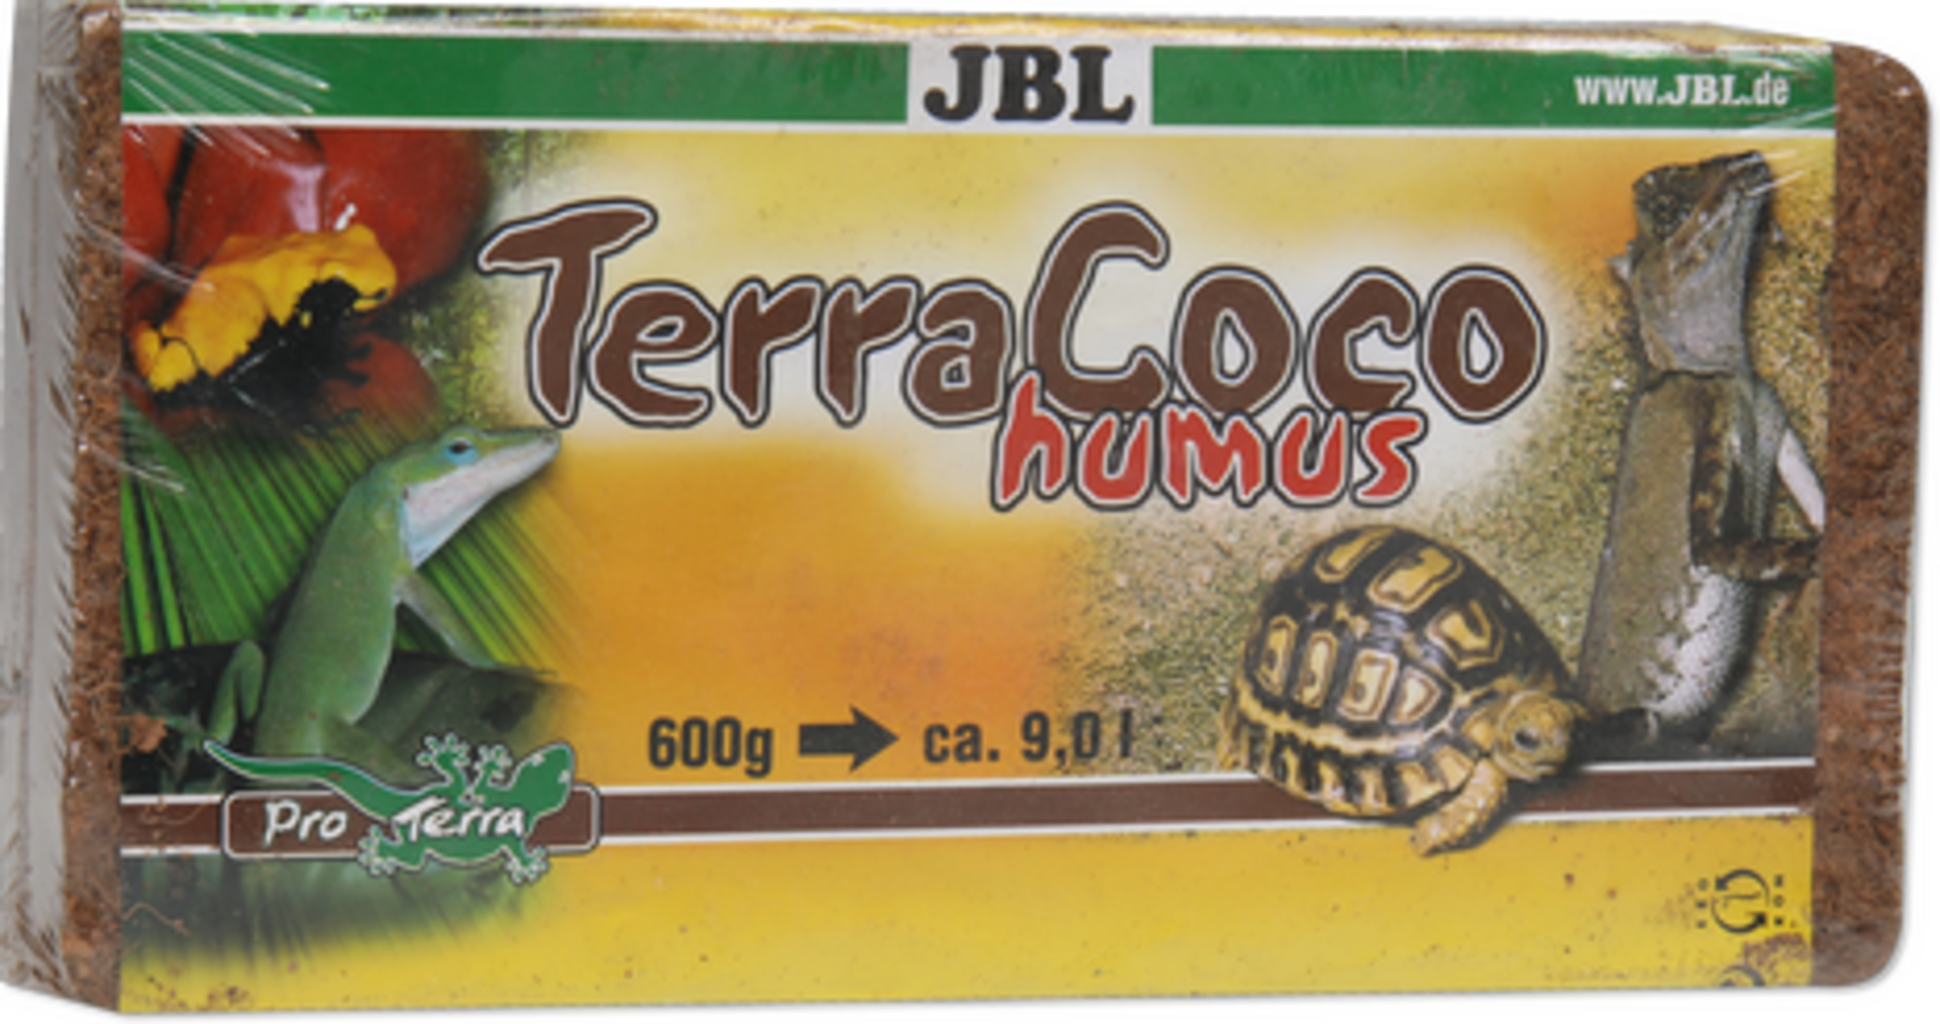 JBL
www.JBL.de
TerraCoco
humus
600g ➡ ca. 9,0 l
Pro Terra